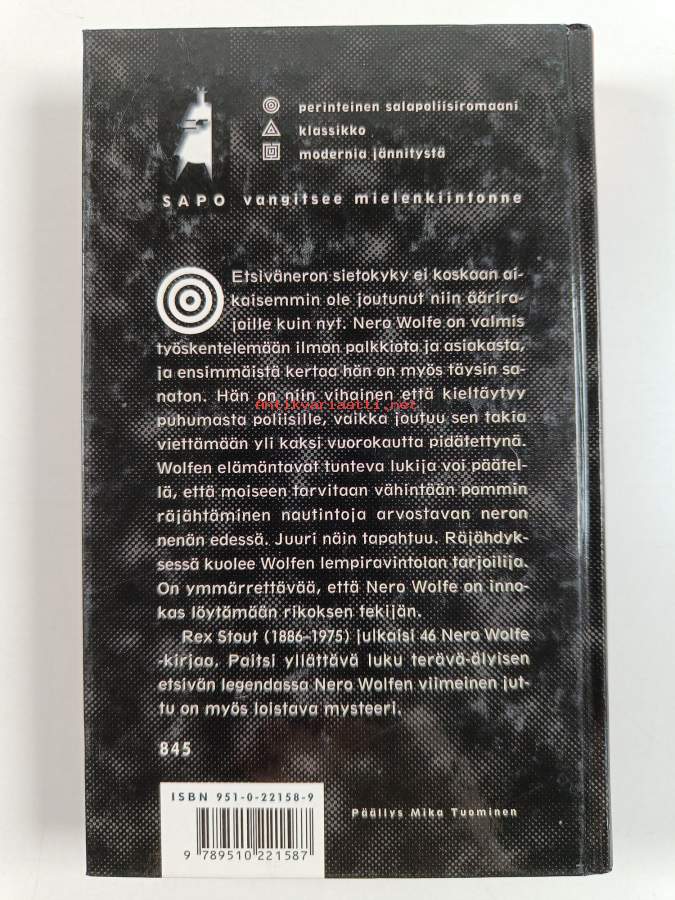 perinteinen salapoliisiromaani
klassikko
modernia jännitystä
SAPO vangitsee mielenkiintonne
Etsiväneron sietokyky ei koskaan ai-
kaisemmin ole joutunut niin äärira-
joille kuin nyt. Nero Wolfe on valmis
työskentelemään ilman palkkiota ja asiakasta,
ja ensimmäistä kertaa hän on myös täysin sa-
naton. Hän on niin vihainen että kieltäytyy
antikvariaatti.net
puhumasta poliisille, vaikka joutuu sen takia
viettämään yli kaksi vuorokautta pidätettynä.
Wolfen elämäntavat tunteva lukija voi päätel-
lä, että moiseen tarvitaan vähintään pommin
räjähtäminen nautintoja arvostavan neron
nenän edessä. Juuri näin tapahtuu. Räjähdyk-
sessä kuolee Wolfen lempiravintolan tarjoilija.
On ymmärrettävää, että Nero Wolfe on inno-
kas löytämään rikoksen tekijän.
Rex Stout (1886–1975) julkaisi 46 Nero Wolfe
-kirjaa. Paitsi yllättävä luku terävä-älyisen
etsivän legendassa Nero Wolfen viimeinen jut-
tu on myös loistava mysteeri.
845
ISBN 951-0-22158-9
9 789510 221587
Päällys Mika Tuominen